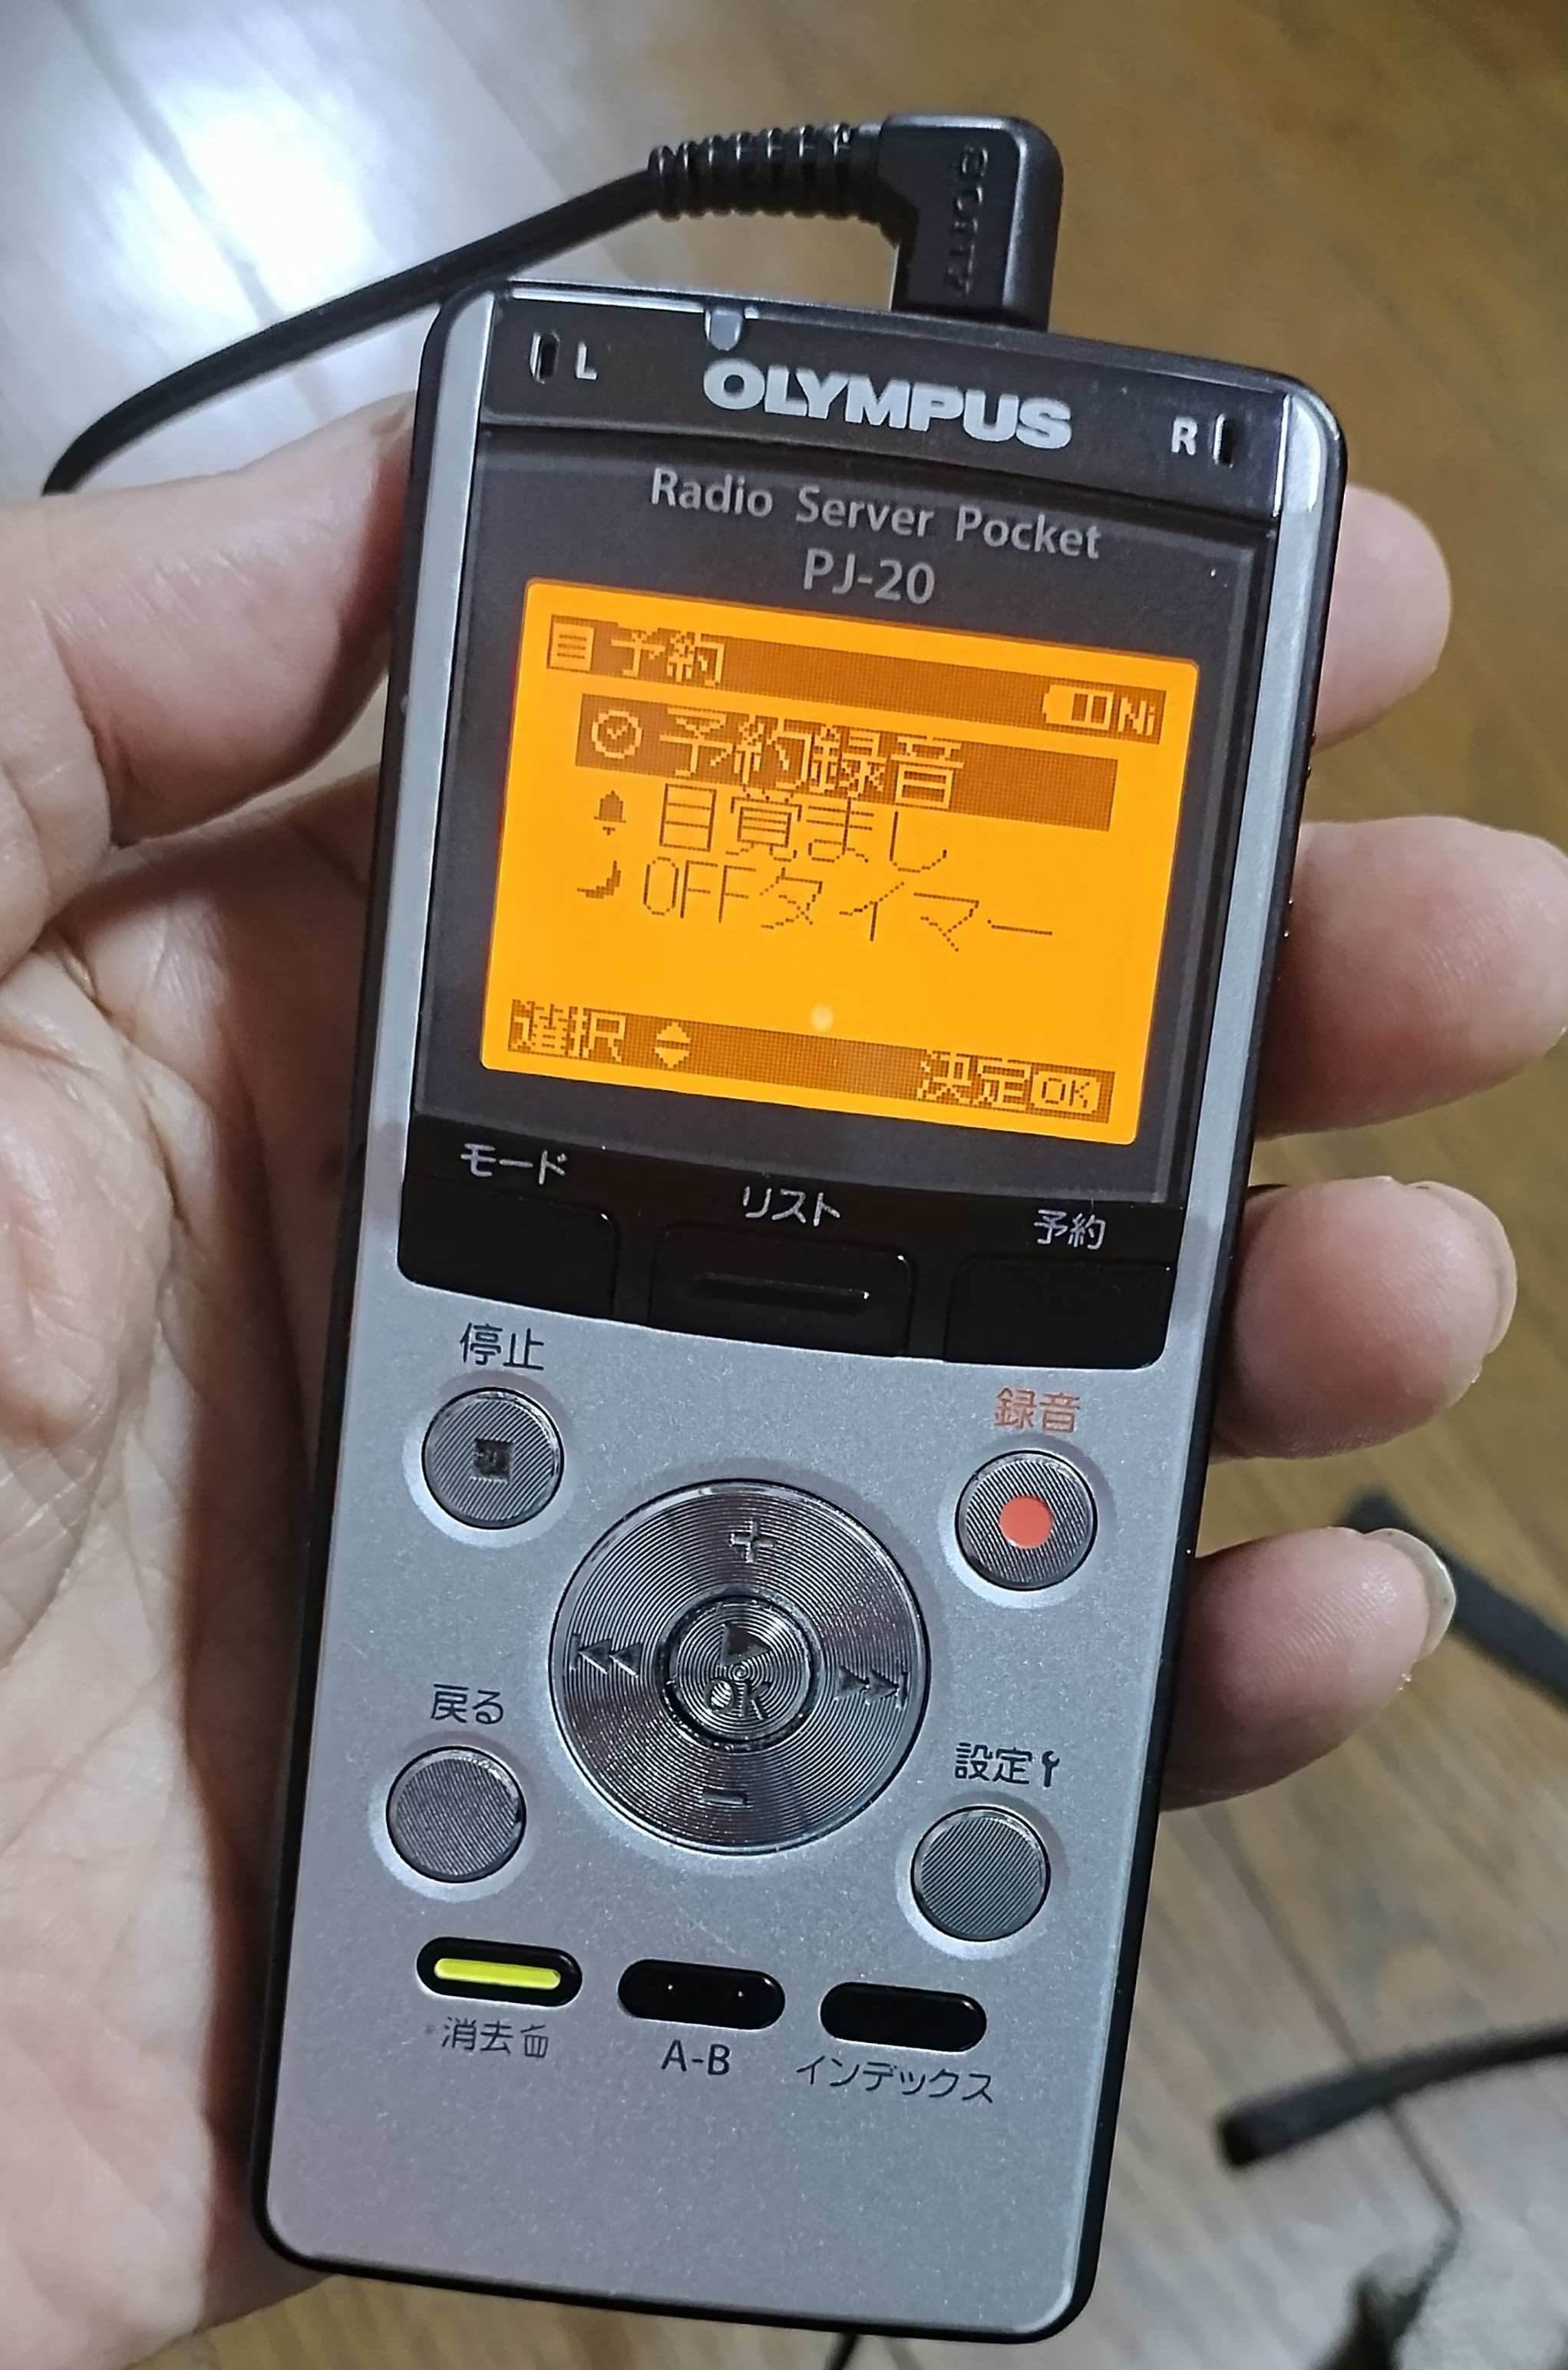 SONY
L
OLYMPUS
R
Radio Server Pocket
PJ-20
予約
Ni
予約録音
目覚まし
OFFタイマー
選択
決定 OK
モード
リスト
予約
停止
録音
+
OK
-
戻る
設定
消去
A-B
インデックス